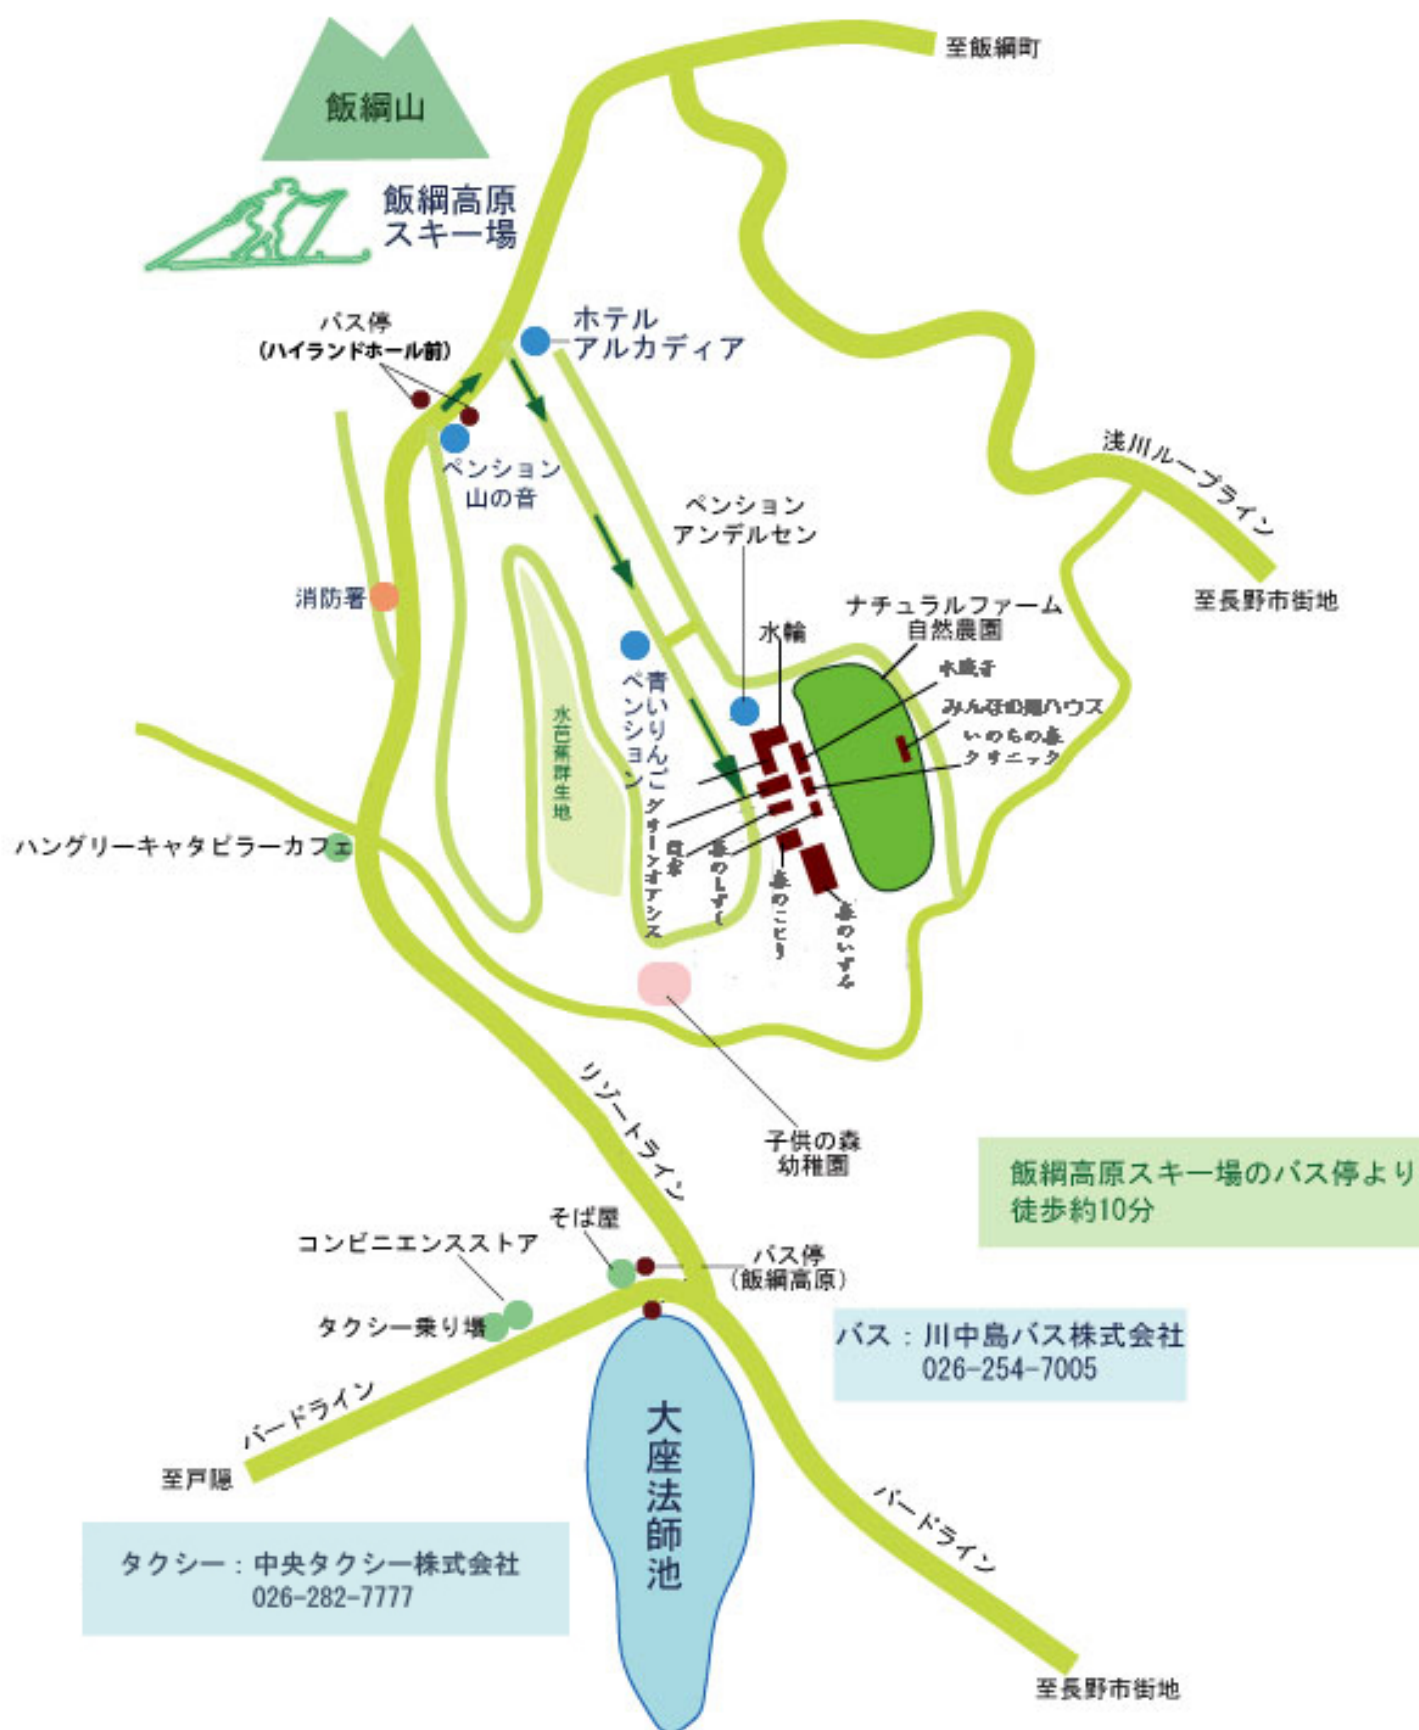 至飯綱町
飯綱山
飯綱高原
スキー場
バス停
(ハイランドホール前)
ホテル
アルカディア
ペンション
山の音
浅川ループライン
至長野市街地
ペンション
アンデルセン
消防署
ナチュラルファーム
自然農園
水輪
水蔵音
いのちの森
クリニック
青いりんご
ペンション
水芭蕉群生地
グリーンオアシス
森のしずく
森のことり
森のいずみ
ハングリーキャタピラーカフェ
子供の森
幼稚園
リゾートライン
飯綱高原スキー場のバス停より
徒歩約10分
そば屋
コンビニエンスストア
バス停
(飯綱高原)
タクシー乗り場
バス：川中島バス株式会社
026-254-7005
バードライン
至戸隠
大座法師池
バードライン
タクシー：中央タクシー株式会社
026-282-7777
至長野市街地